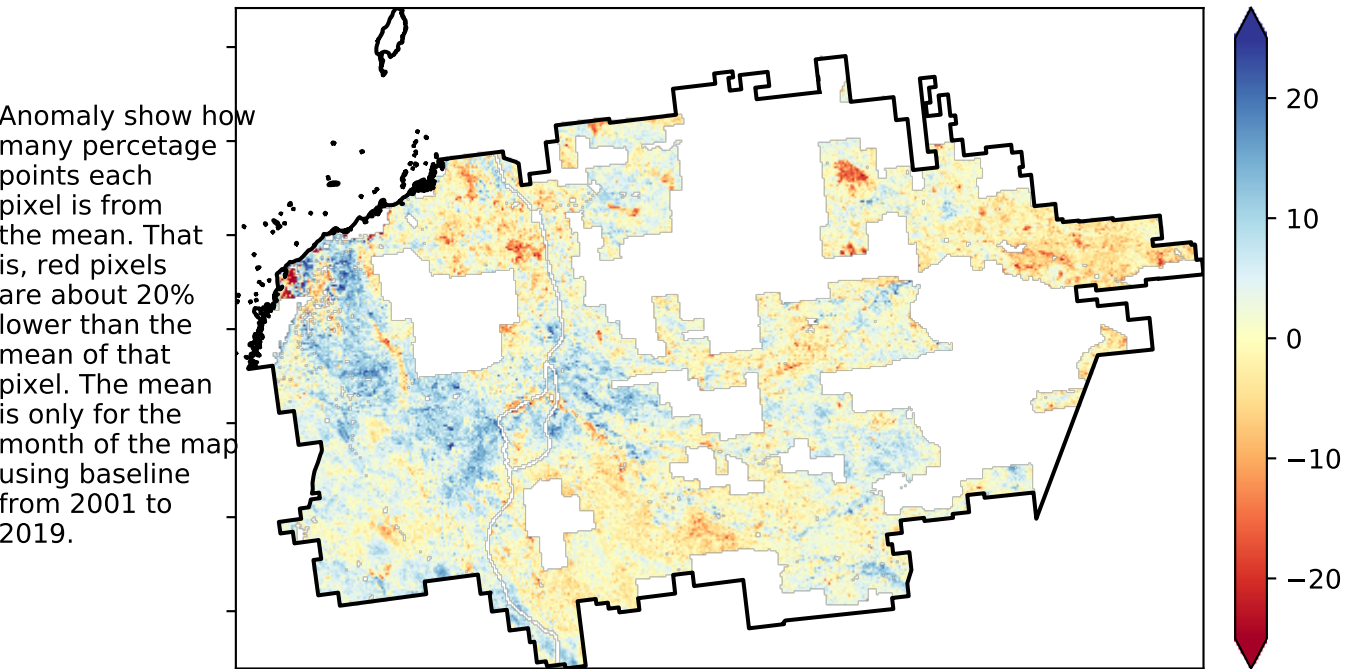 Anomaly show how
many percetage
points each
pixel is from
the mean. That
is, red pixels
are about 20%
lower than the
mean of that
pixel. The mean
is only for the
month of the map
using baseline
from 2001 to
2019.
20
10
0
−10
−20